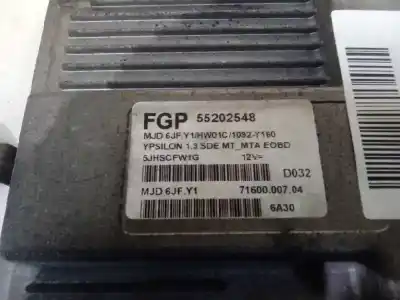 FGP 55202548
MJD 6JF.Y1/HW01C/1092-Y160
YPSILON 1.3 SDE MT_MTA EOBD
5JHSCFW1G 12V=
D032
MJD 6JF.Y1 71600.007.04
6A30